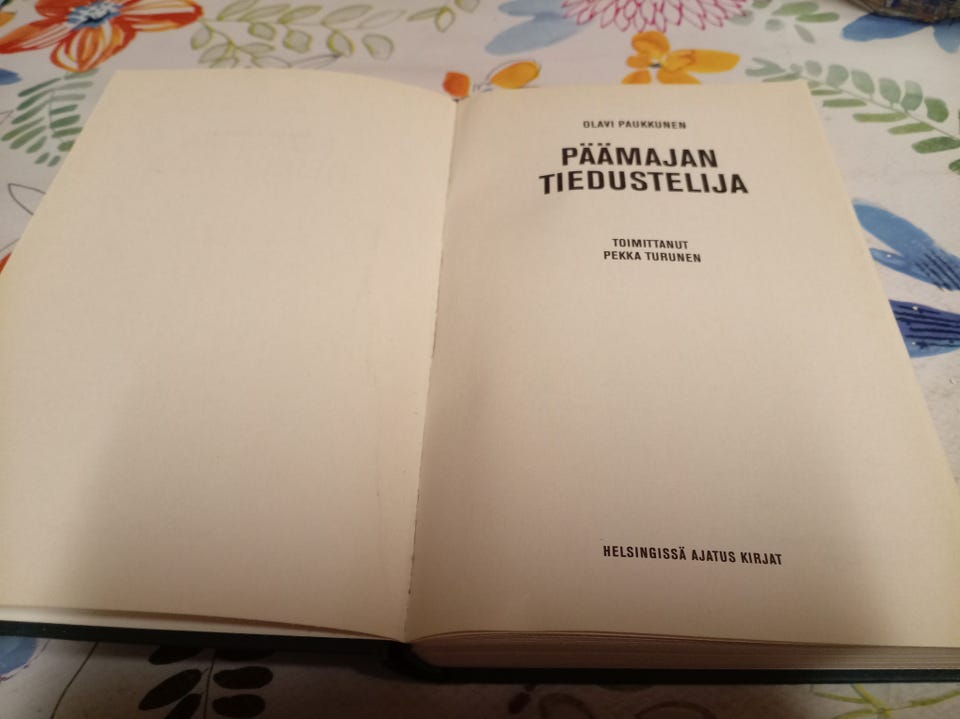 OLAVI PAUKKUNEN
PÄÄMAJAN
TIEDUSTELIJA
TOIMITTANUT
PEKKA TURUNEN
HELSINGISSÄ AJATUS KIRJAT